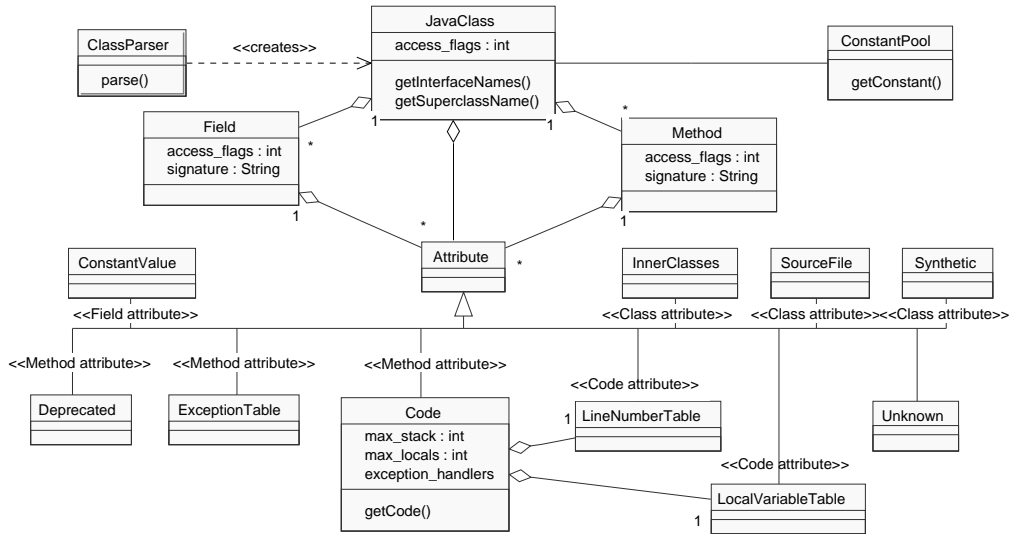 JavaClass
access_flags : int
getInterfaceNames()
getSuperclassName()
ClassParser
parse()
<<creates>>
ConstantPool
getConstant()
1
1
*
*
Field
access_flags : int
signature : String
Method
access_flags : int
signature : String
1
1
*
*
Attribute
ConstantValue
InnerClasses
SourceFile
Synthetic
<<Field attribute>>
<<Class attribute>>
<<Class attribute>>
<<Class attribute>>
<<Method attribute>>
<<Method attribute>>
<<Method attribute>>
<<Code attribute>>
Deprecated
ExceptionTable
Code
max_stack : int
max_locals : int
exception_handlers
getCode()
1
LineNumberTable
Unknown
<<Code attribute>>
LocalVariableTable
1